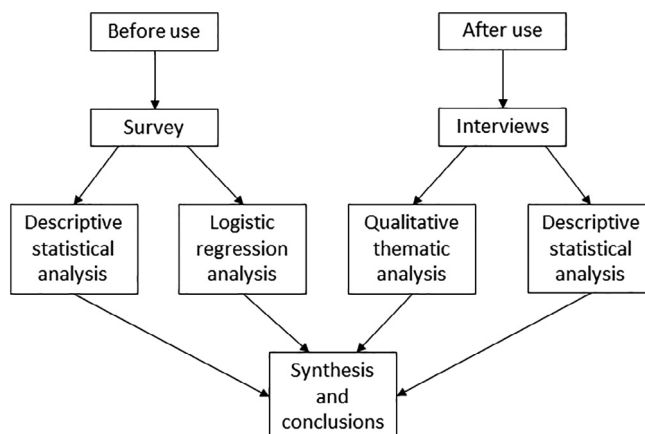 Before use
After use
Survey
Interviews
Descriptive
statistical
analysis
Logistic
regression
analysis
Qualitative
thematic
analysis
Descriptive
statistical
analysis
Synthesis
and
conclusions